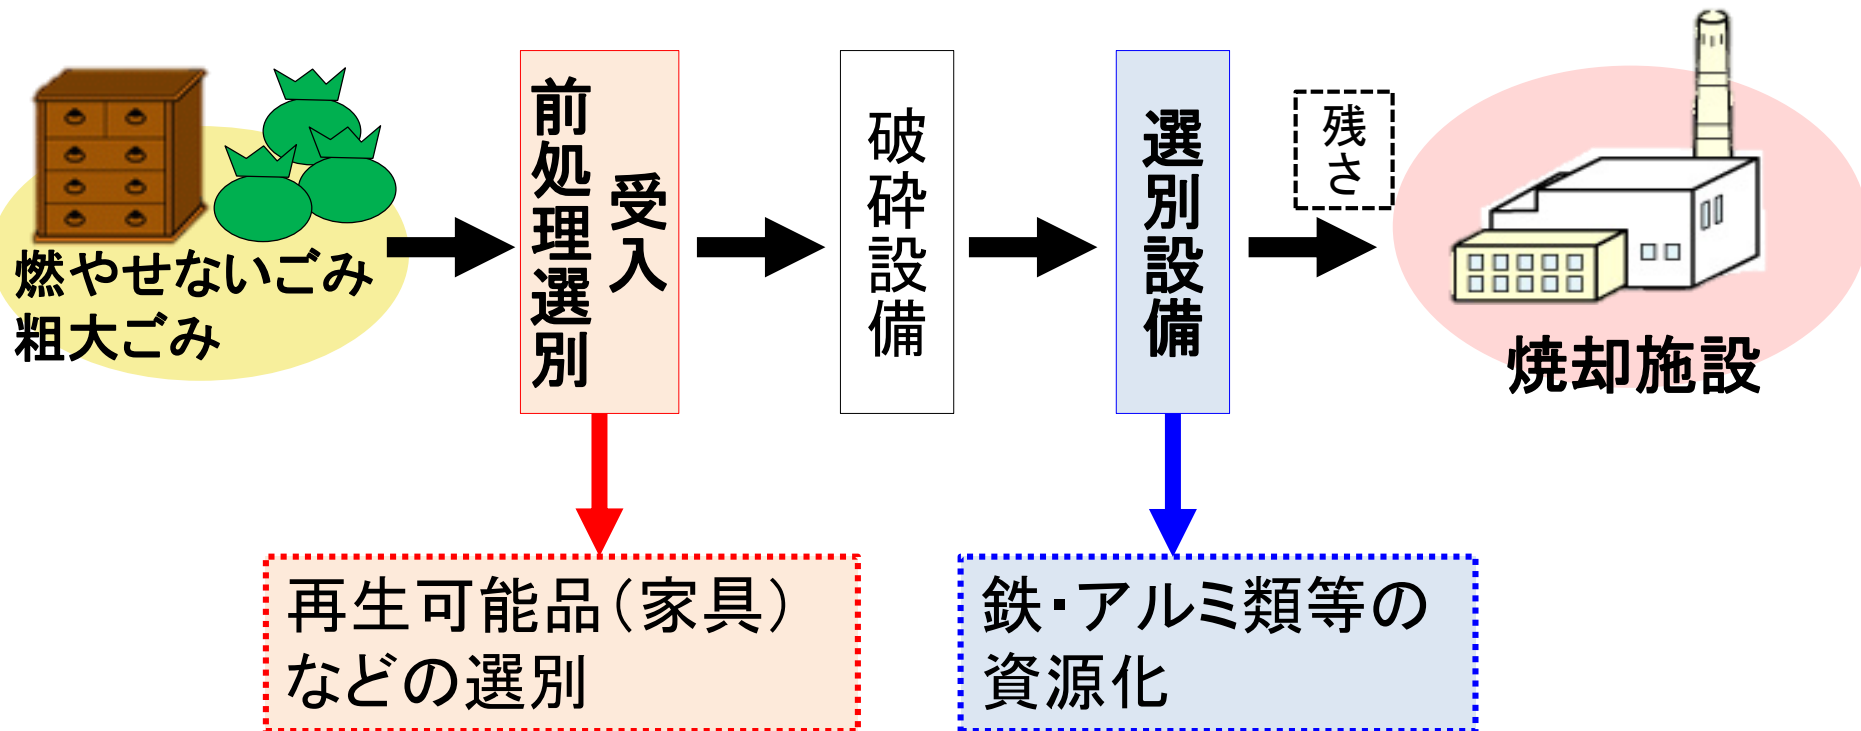 燃やせないごみ
粗大ごみ
受入
前処理選別
破砕設備
選別設備
残さ
焼却施設
再生可能品(家具)
などの選別
鉄・アルミ類等の
資源化